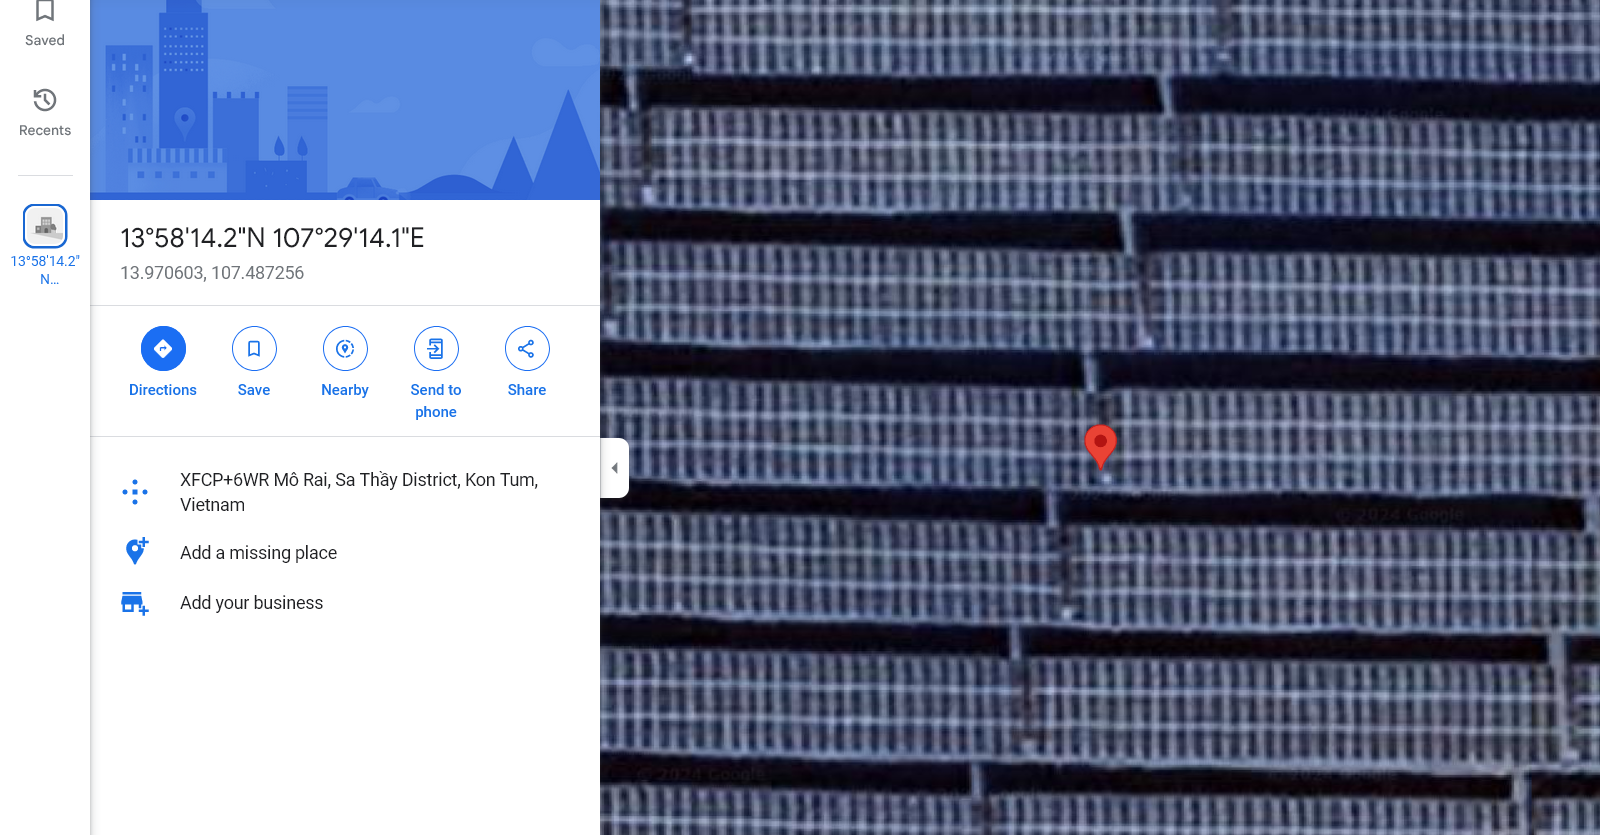 Saved
Recents
13°58'14.2"
N...
13°58'14.2"N 107°29'14.1"E
13.970603, 107.487256
Directions
Save
Nearby
Send to
phone
Share
XFCP+6WR Mô Rai, Sa Thầy District, Kon Tum,
Vietnam
Add a missing place
Add your business
© 2024 Google
© 2024 Google